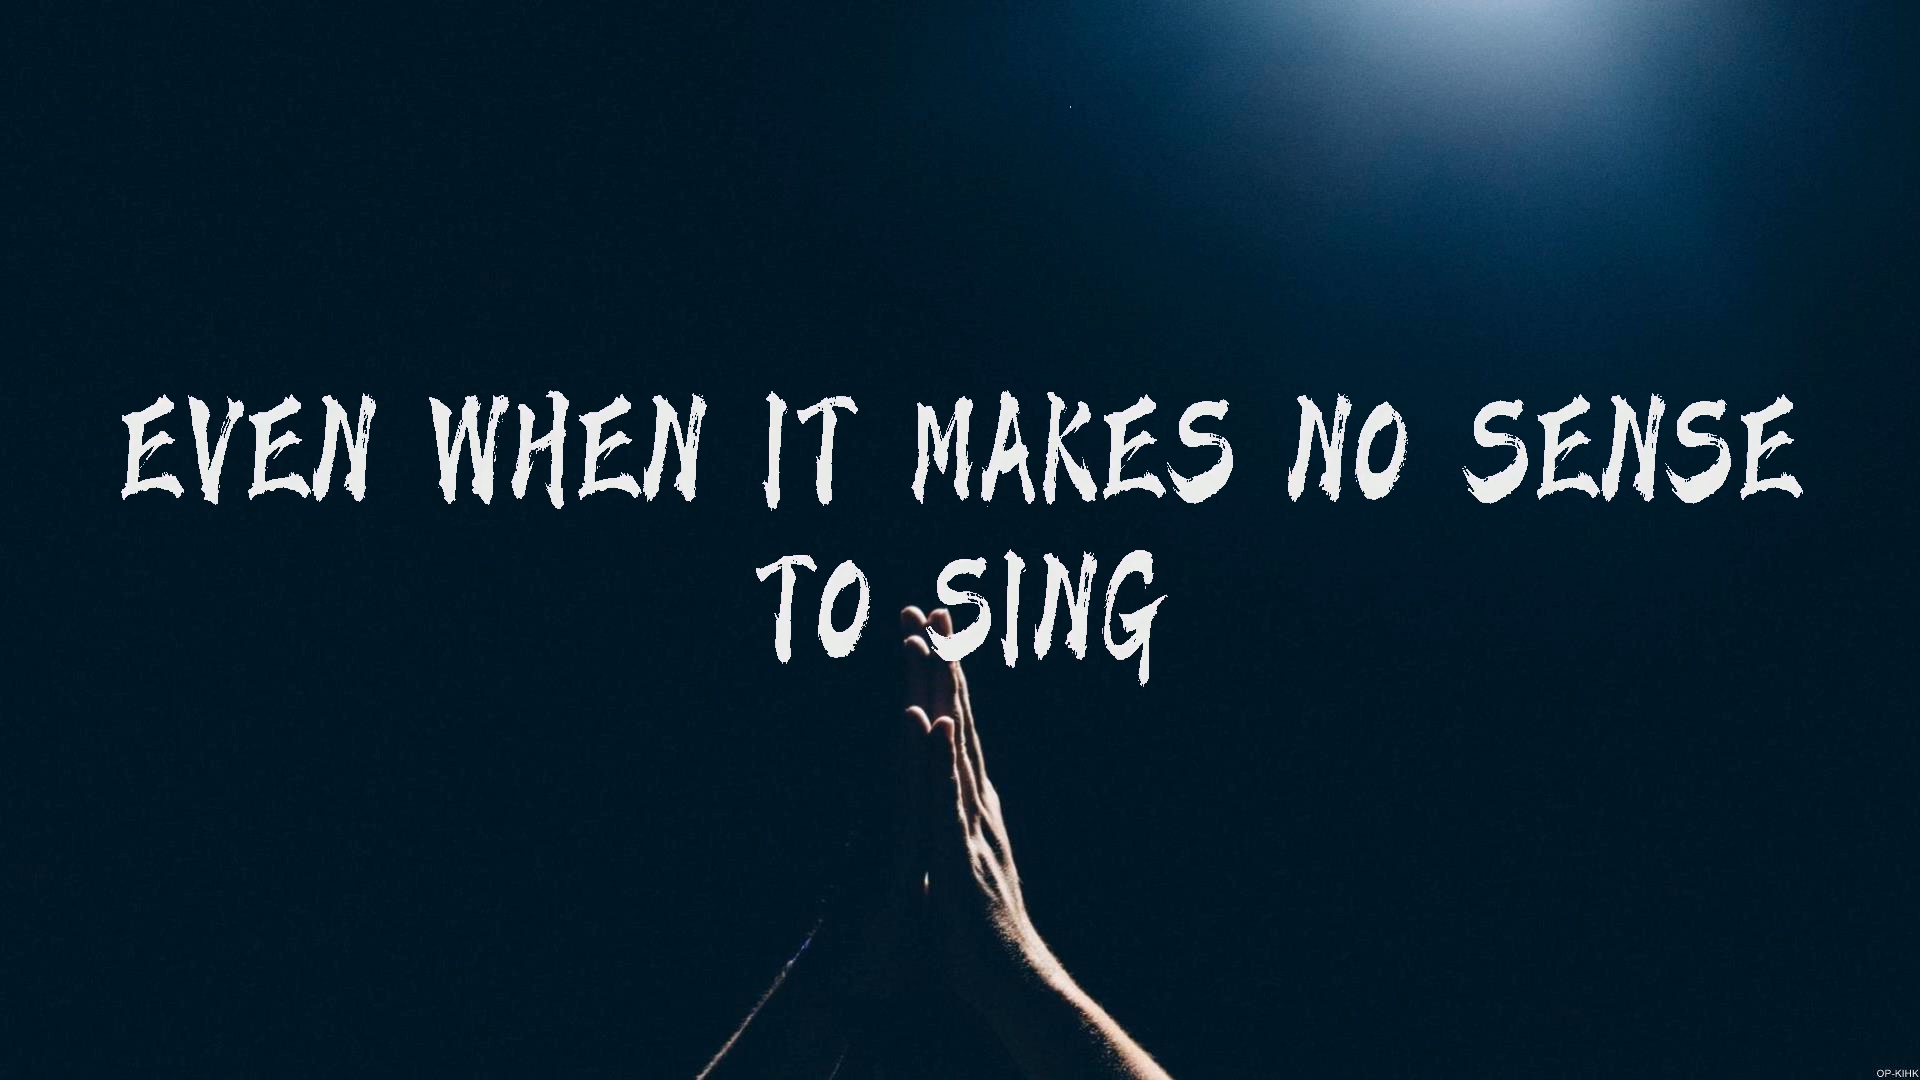 EVEN WHEN IT MAKES NO SENSE
TO SING
OP-KIHK